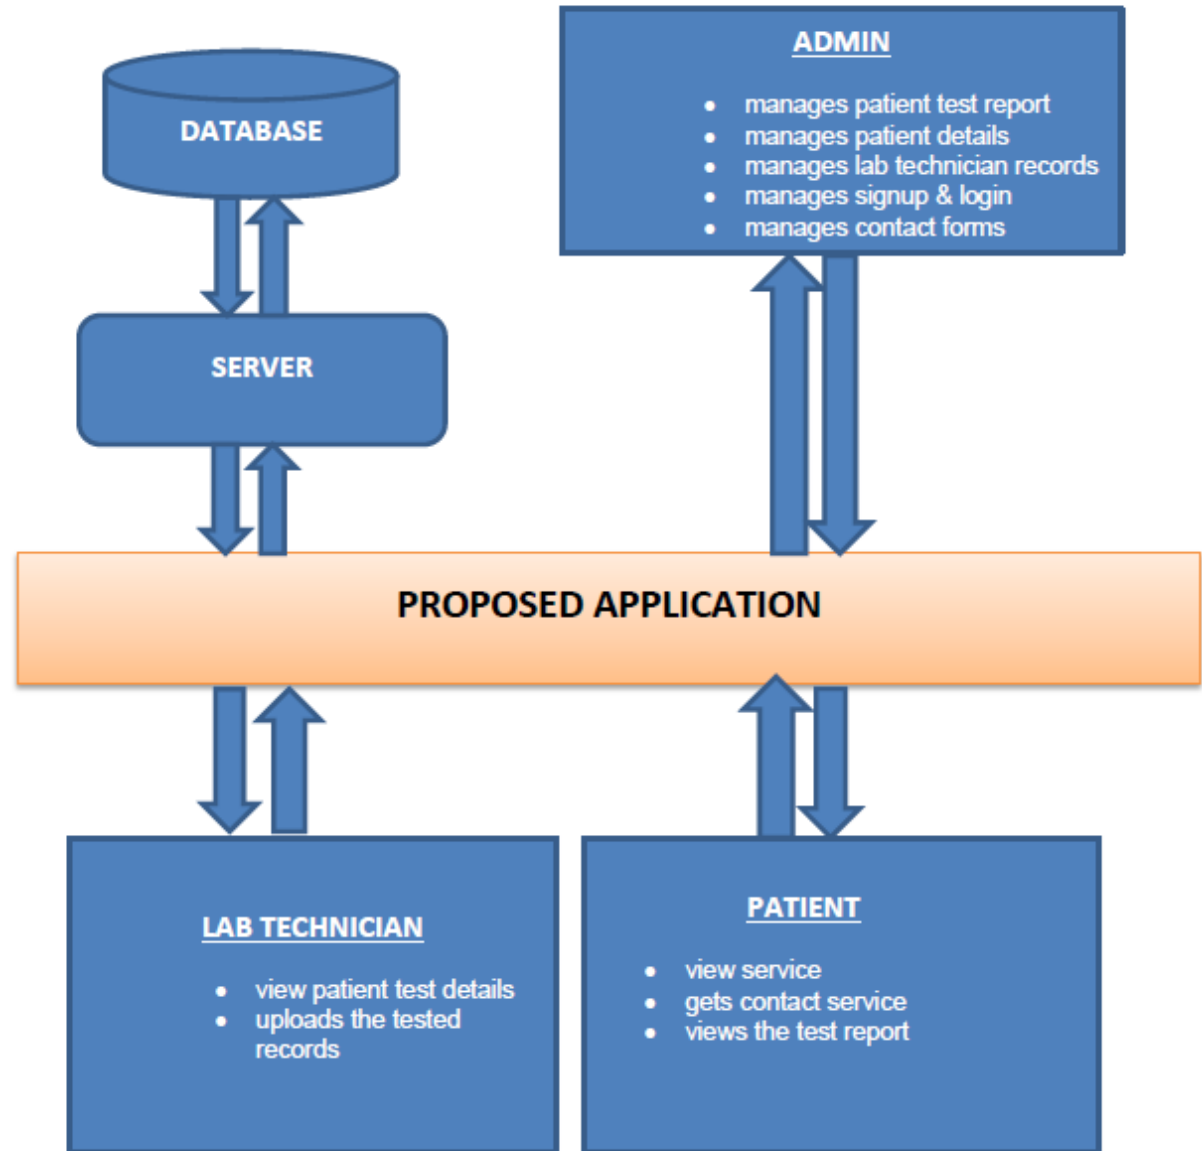 DATABASE
SERVER
ADMIN
• manages patient test report
• manages patient details
• manages lab technician records
• manages signup & login
• manages contact forms
PROPOSED APPLICATION
LAB TECHNICIAN
• view patient test details
• uploads the tested
records
PATIENT
• view service
• gets contact service
• views the test report